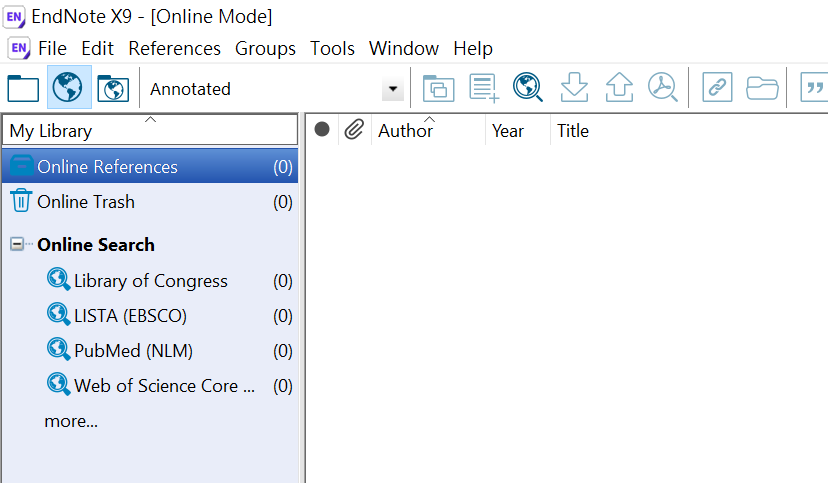 EN EndNote X9 - [Online Mode]
EN File Edit References Groups Tools Window Help
Annotated
My Library
Author Year Title
Online References (0)
Online Trash (0)
Online Search
Library of Congress (0)
LISTA (EBSCO) (0)
PubMed (NLM) (0)
Web of Science Core ... (0)
more...